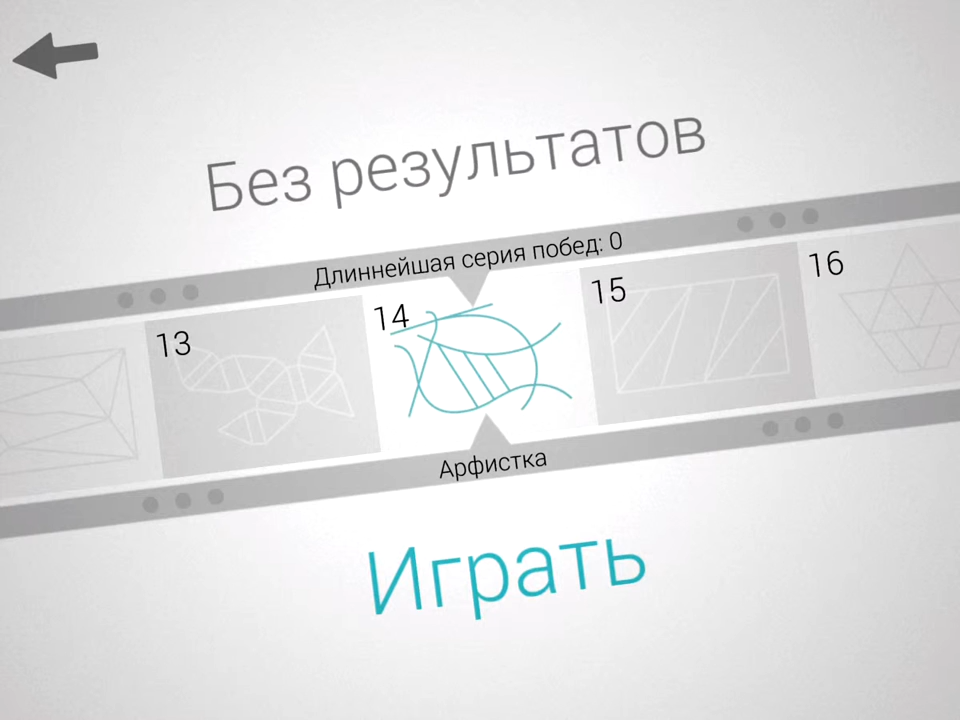 Без результатов
Длиннейшая серия побед: 0
13
14
15
16
Арфистка
Играть